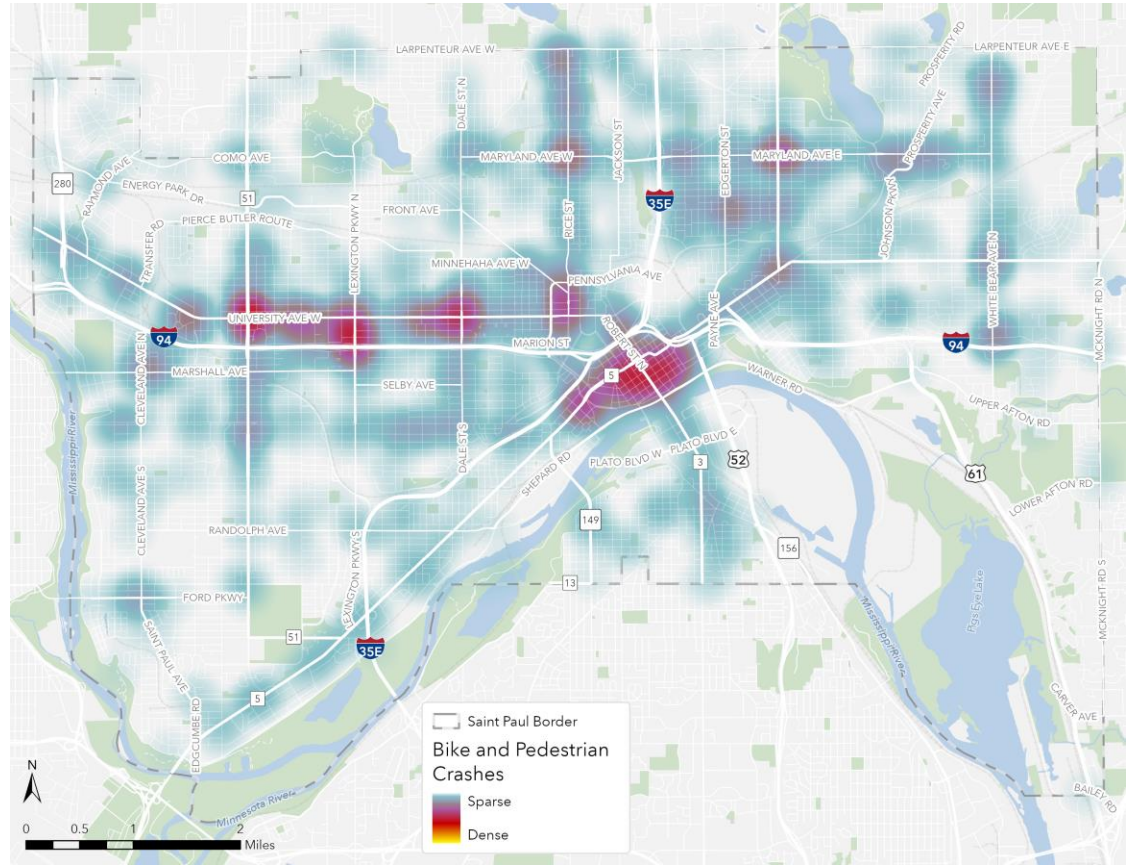 LARPENTEUR AVE W
LARPENTEUR AVE E
PROSPERITY RD
DALE ST N
JACKSON ST
EDGERTON ST
PROSPERITY AVE
COMO AVE
MARYLAND AVE W
MARYLAND AVE E
RAYMOND AVE
280
ENERGY PARK DR
51
LEXINGTON PKWY N
FRONT AVE
RICE ST
35E
JOHNSON PKWN
PIERCE BUTLER ROUTE
TRANSFER RD
MINNEHAHA AVE W
PENNSYLVANIA AVE
WHITE BEAR AVE N
MCKNIGHT RD N
UNIVERSITY AVE W
94
MARION ST
ROBERT ST N
PAYNE AVE
94
CLEVELAND AVE N
MARSHALL AVE
SELBY AVE
5
WARNER RD
UPPER AFTON RD
Mississippi River
DALE ST S
SHEPARD RD
PLATO BLVD W
PLATO BLVD E
3
52
61
LOWER AFTON RD
CLEVELAND AVE S
RANDOLPH AVE
149
156
LEXINGTON PKWY S
13
FORD PKWY
51
35E
SAINT PAUL AVE
5
EDGCUMBE RD
Mississippi River
Pigs Eye Lake
MCKNIGHT RD S
CARVER AVE
BAILEY RD
Minnesota River
Saint Paul Border
Bike and Pedestrian
Crashes
Sparse
Dense
N
0 0.5 1 2
Miles